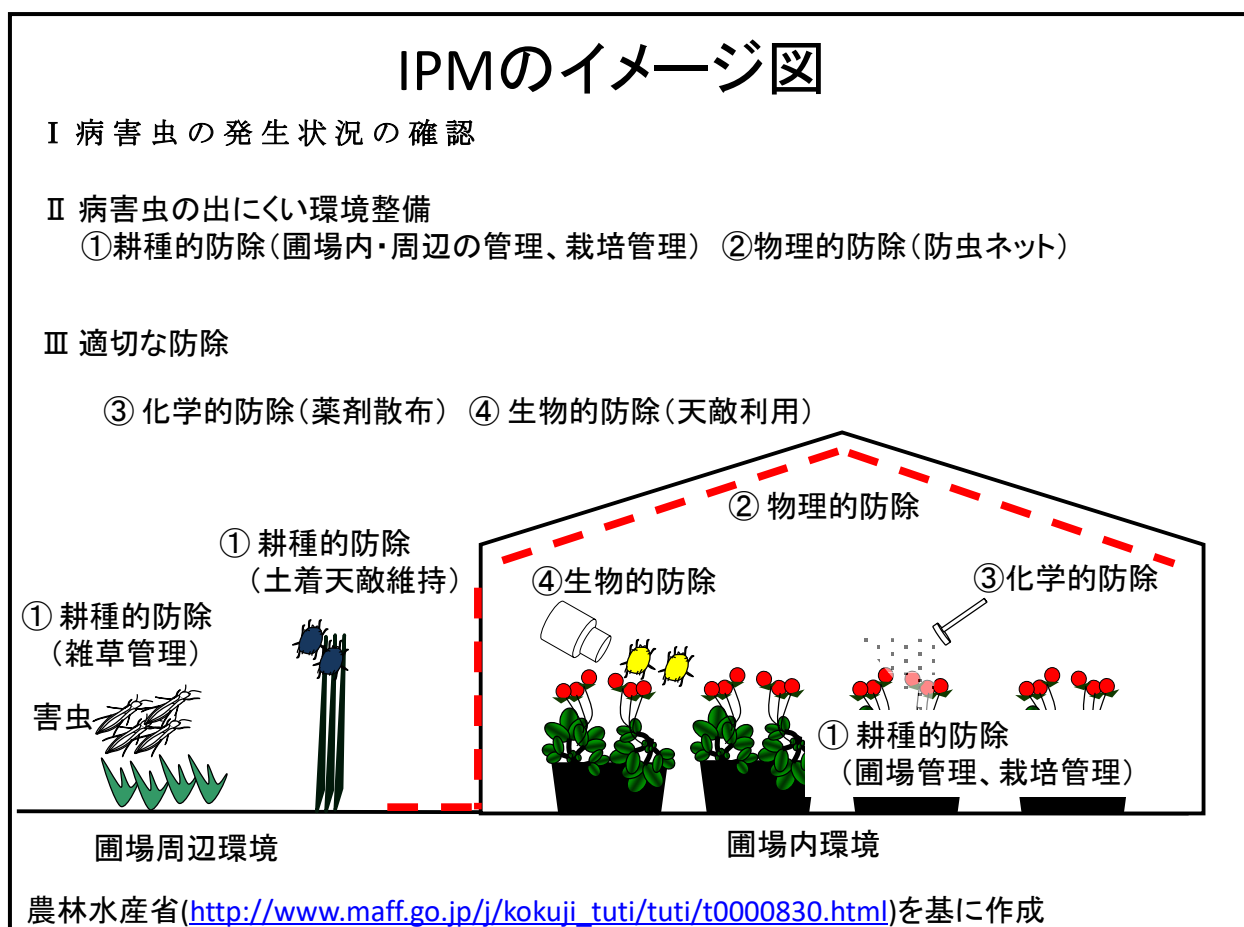 IPMのイメージ図
Ⅰ 病害虫の発生状況の確認
Ⅱ 病害虫の出にくい環境整備
①耕種的防除(圃場内・周辺の管理、栽培管理) ②物理的防除(防虫ネット)
Ⅲ 適切な防除
③ 化学的防除(薬剤散布) ④ 生物的防除(天敵利用)
② 物理的防除
① 耕種的防除
(土着天敵維持)
④生物的防除
③化学的防除
① 耕種的防除
(雑草管理)
害虫
① 耕種的防除
(圃場管理、栽培管理)
圃場周辺環境
圃場内環境
農林水産省(http://www.maff.go.jp/j/kokuji_tuti/tuti/t0000830.html)を基に作成